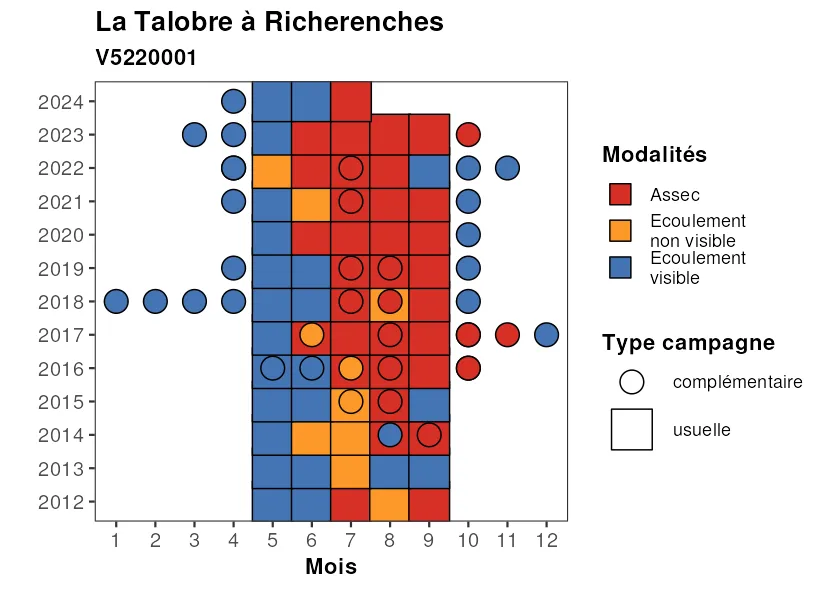 La Talobre à Richerenches
V5220001
2024
2023
2022
2021
2020
2019
2018
2017
2016
2015
2014
2013
2012
1 2 3 4 5 6 7 8 9 10 11 12
Mois
Modalités
Assec
Ecoulement
non visible
Ecoulement
visible
Type campagne
complémentaire
usuelle